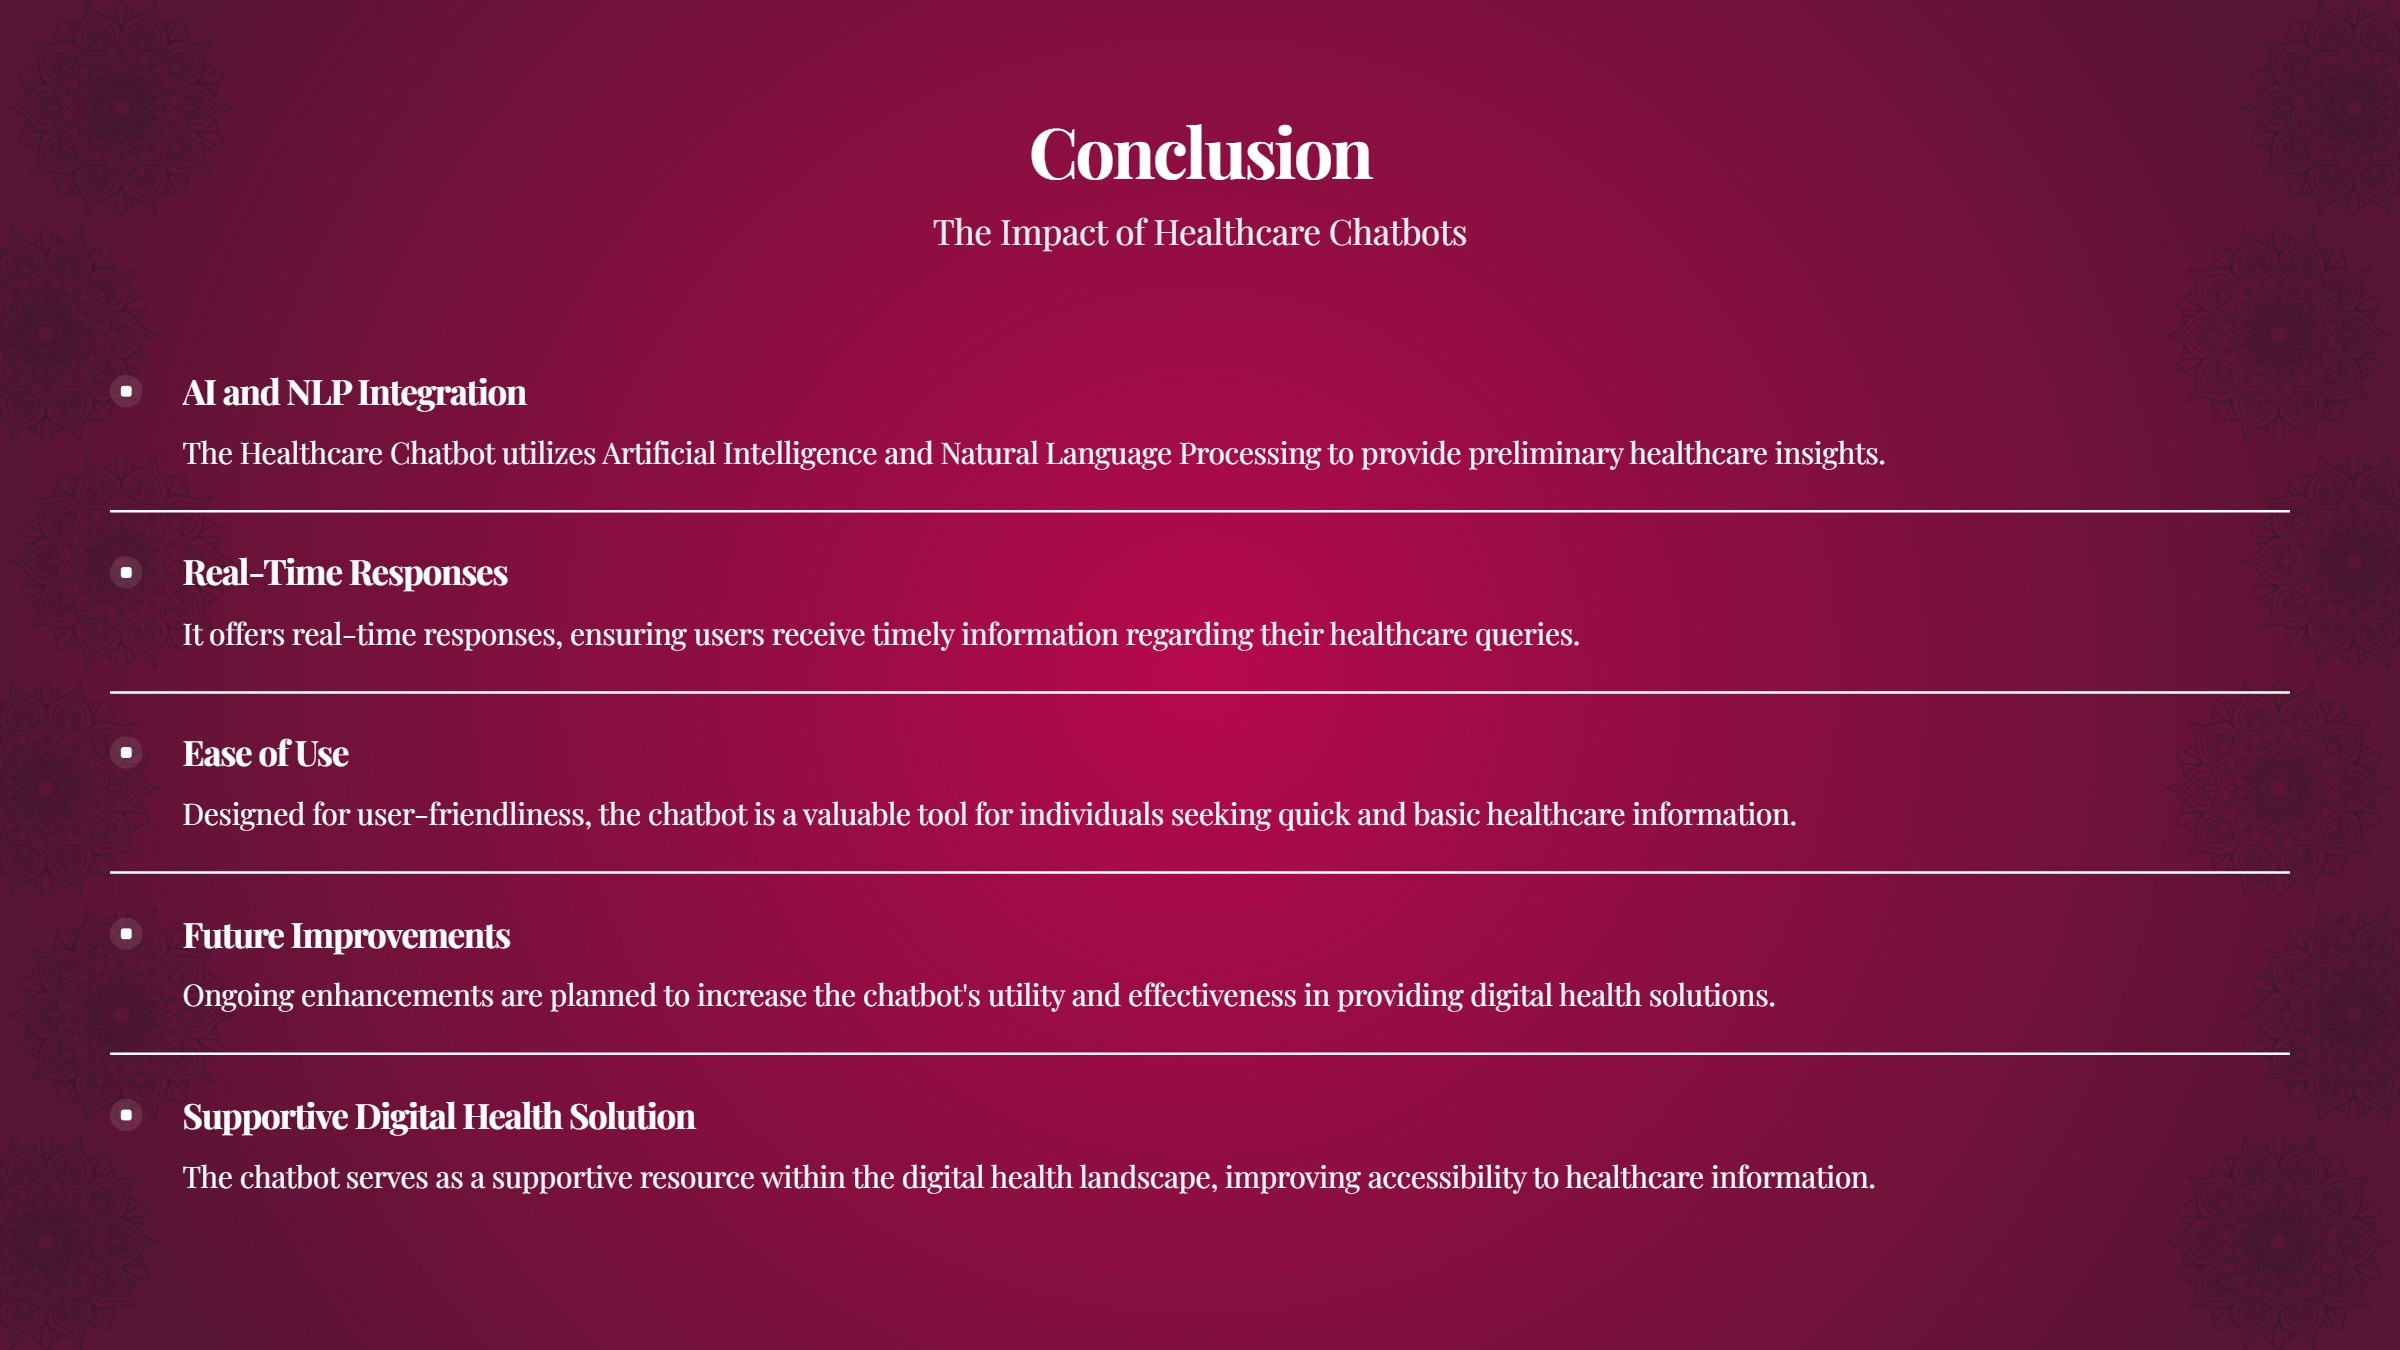 Conclusion
The Impact of Healthcare Chatbots
AI and NLP Integration
The Healthcare Chatbot utilizes Artificial Intelligence and Natural Language Processing to provide preliminary healthcare insights.
Real-Time Responses
It offers real-time responses, ensuring users receive timely information regarding their healthcare queries.
Ease of Use
Designed for user-friendliness, the chatbot is a valuable tool for individuals seeking quick and basic healthcare information.
Future Improvements
Ongoing enhancements are planned to increase the chatbot's utility and effectiveness in providing digital health solutions.
Supportive Digital Health Solution
The chatbot serves as a supportive resource within the digital health landscape, improving accessibility to healthcare information.